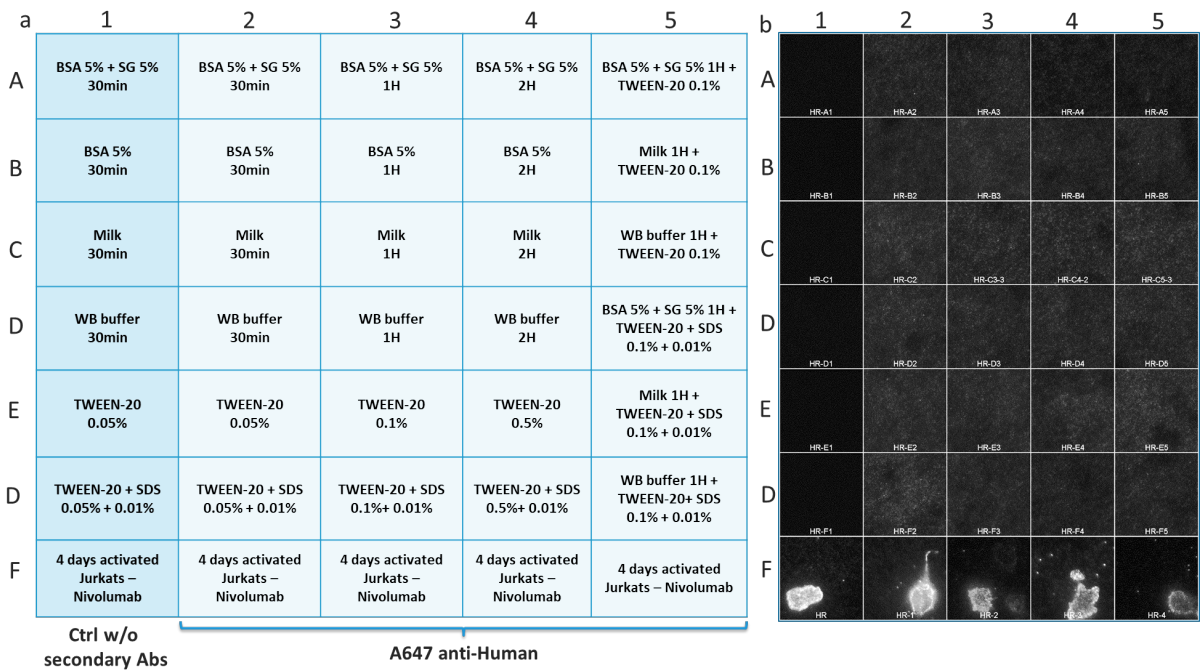 a
1 2 3 4 5
A
BSA 5% + SG 5%
30min
BSA 5% + SG 5%
30min
BSA 5% + SG 5%
1H
BSA 5% + SG 5%
2H
BSA 5% + SG 5% 1H +
TWEEN-20 0.1%
B
BSA 5%
30min
BSA 5%
30min
BSA 5%
1H
BSA 5%
2H
Milk 1H +
TWEEN-20 0.1%
C
Milk
30min
Milk
30min
Milk
1H
Milk
2H
WB buffer 1H +
TWEEN-20 0.1%
D
WB buffer
30min
WB buffer
30min
WB buffer
1H
WB buffer
2H
BSA 5% + SG 5% 1H +
TWEEN-20 + SDS
0.1% + 0.01%
E
TWEEN-20
0.05%
TWEEN-20
0.05%
TWEEN-20
0.1%
TWEEN-20
0.5%
Milk 1H +
TWEEN-20 + SDS
0.1% + 0.01%
D
TWEEN-20 + SDS
0.05% + 0.01%
TWEEN-20 + SDS
0.05% + 0.01%
TWEEN-20 + SDS
0.1%+ 0.01%
TWEEN-20 + SDS
0.5%+ 0.01%
WB buffer 1H +
TWEEN-20+ SDS
0.1% + 0.01%
F
4 days activated
Jurkats –
Nivolumab
4 days activated
Jurkats –
Nivolumab
4 days activated
Jurkats –
Nivolumab
4 days activated
Jurkats –
Nivolumab
4 days activated
Jurkats – Nivolumab
Ctrl w/o
secondary Abs
A647 anti-Human
b
1 2 3 4 5
A
HR-A1 HR-A2 HR-A3 HR-A4 HR-A5
B
HR-B1 HR-B2 HR-B3 HR-B4 HR-B5
C
HR-C1 HR-C2 HR-C3-3 HR-C4-2 HR-C5-3
D
HR-D1 HR-D2 HR-D3 HR-D4 HR-D5
E
HR-E1 HR-E2 HR-E3 HR-E4 HR-E5
D
HR-F1 HR-F2 HR-F3 HR-F4 HR-F5
F
HR HR-1 HR-2 HR-3 HR-4